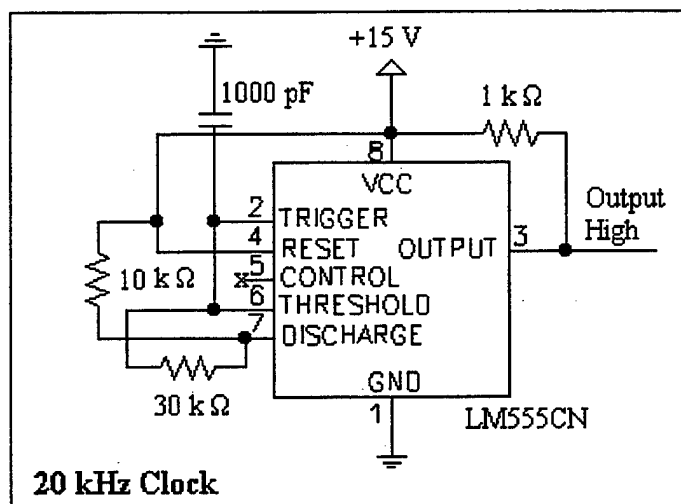 +15 V
1000 pF
1 kΩ
8
VCC
2 TRIGGER
4 RESET
OUTPUT 3
Output
High
5 CONTROL
10 kΩ
6 THRESHOLD
7 DISCHARGE
30 kΩ
GND
1
LM555CN
20 kHz Clock